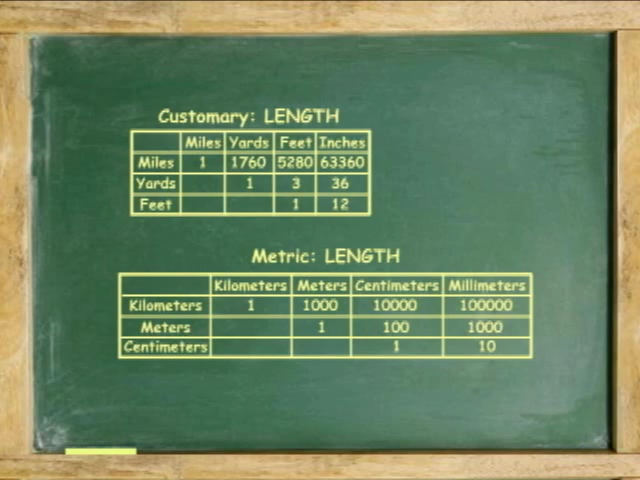 Customary: LENGTH
Miles Yards Feet Inches
Miles 1 1760 5280 63360
Yards 1 3 36
Feet 1 12
Metric: LENGTH
Kilometers Meters Centimeters Millimeters
Kilometers 1 1000 10000 100000
Meters 1 100 1000
Centimeters 1 10